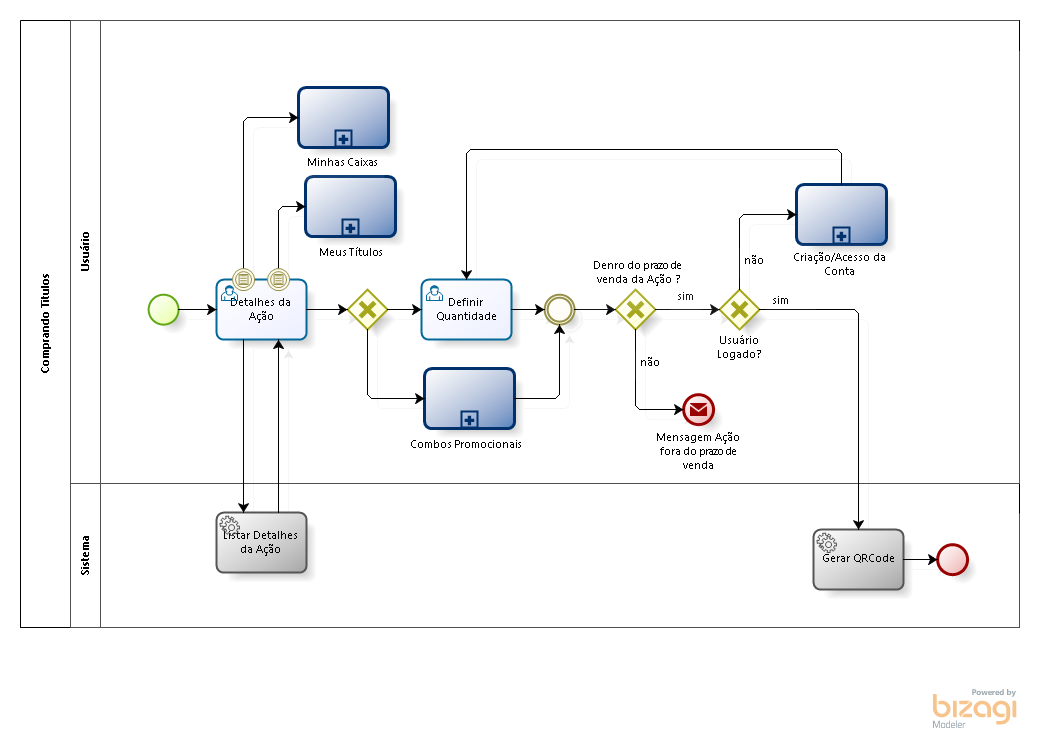 Comprando Títulos
Usuário
Minhas Caixas
Meus Títulos
Detalhes da
Ação
Definir
Quantidade
Combos Promocionais
Denro do prazo de
venda da Ação ?
sim
não
Mensagem Ação
fora do prazo de
venda
Usuário
Logado?
não
sim
Criação/Acesso da
Conta
Sistema
Listar Detalhes
da Ação
Gerar QRCode
Powered by
bizagi
Modeler